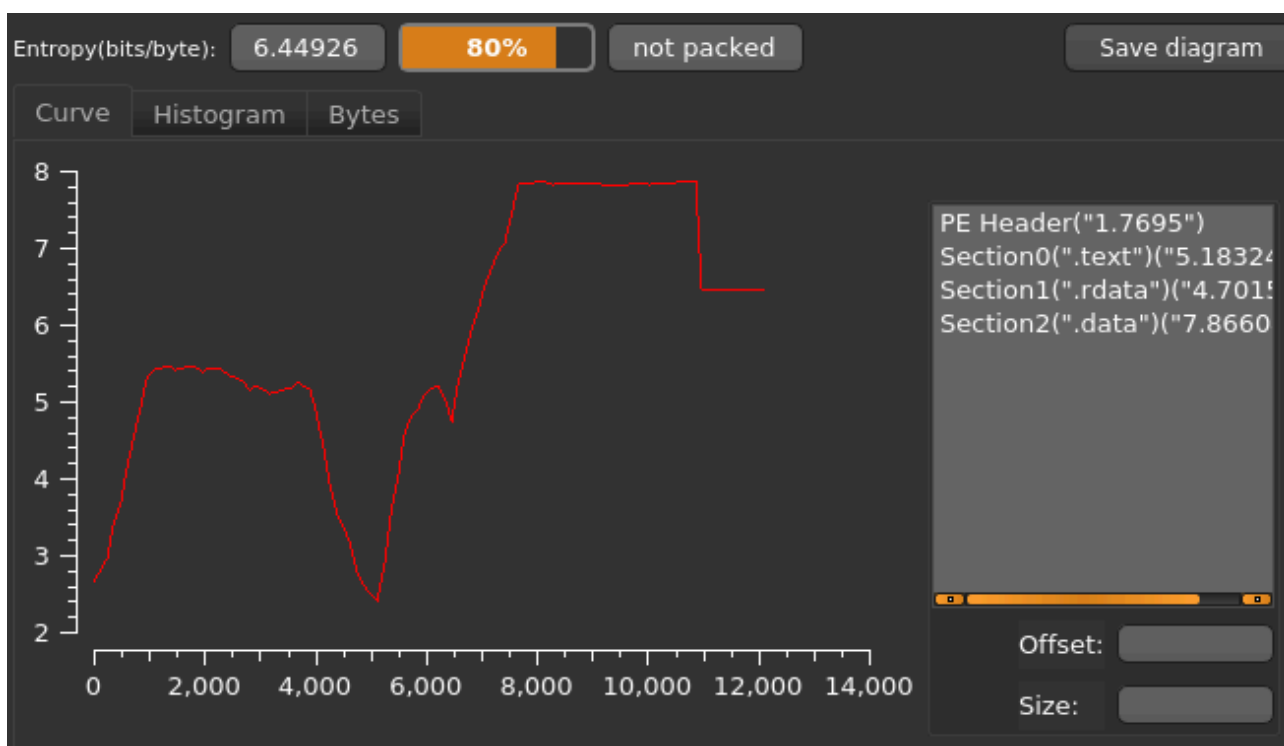 Entropy(bits/byte): 6.44926 80% not packed Save diagram
Curve Histogram Bytes
8
7
6
5
4
3
2
0 2,000 4,000 6,000 8,000 10,000 12,000 14,000
PE Header("1.7695")
Section0(".text")("5.18324
Section1(".rdata")("4.7015
Section2(".data")("7.8660
Offset:
Size: